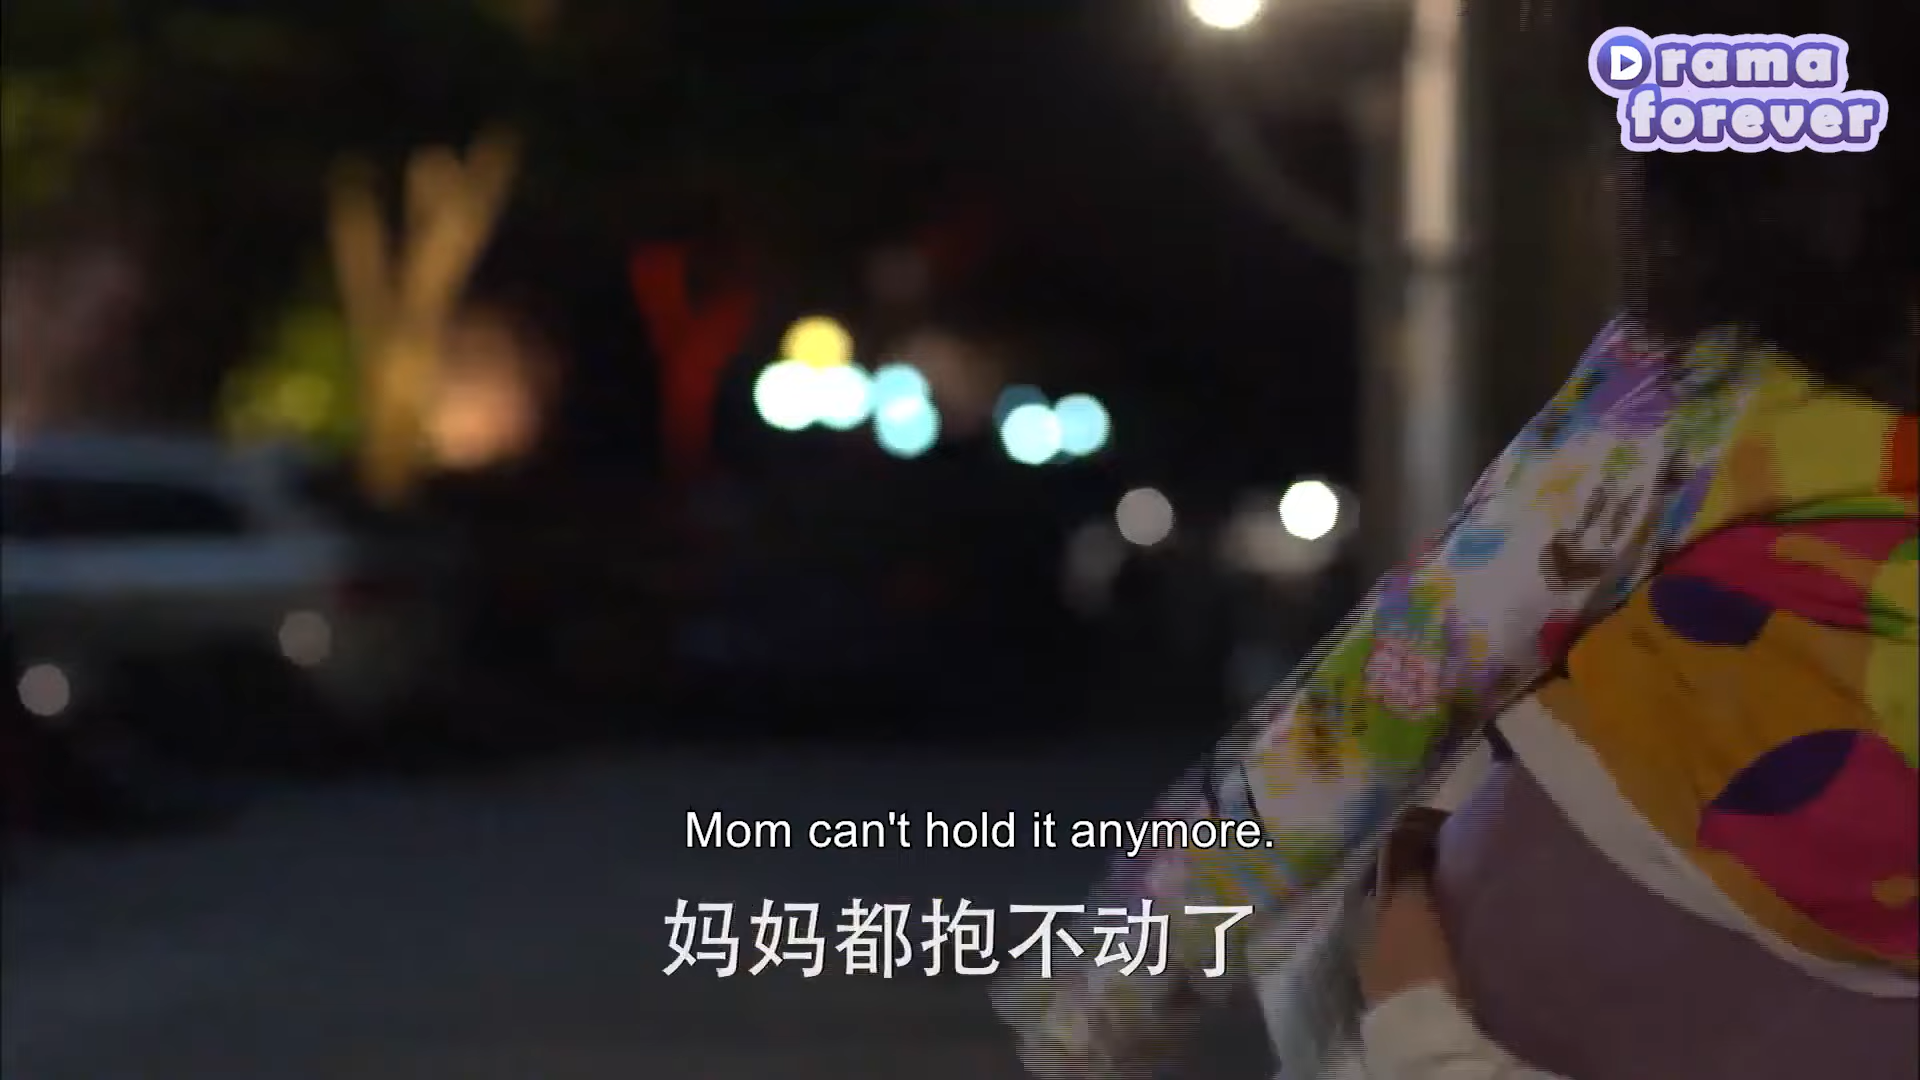 Drama
forever
Mom can't hold it anymore.
妈妈都抱不动了